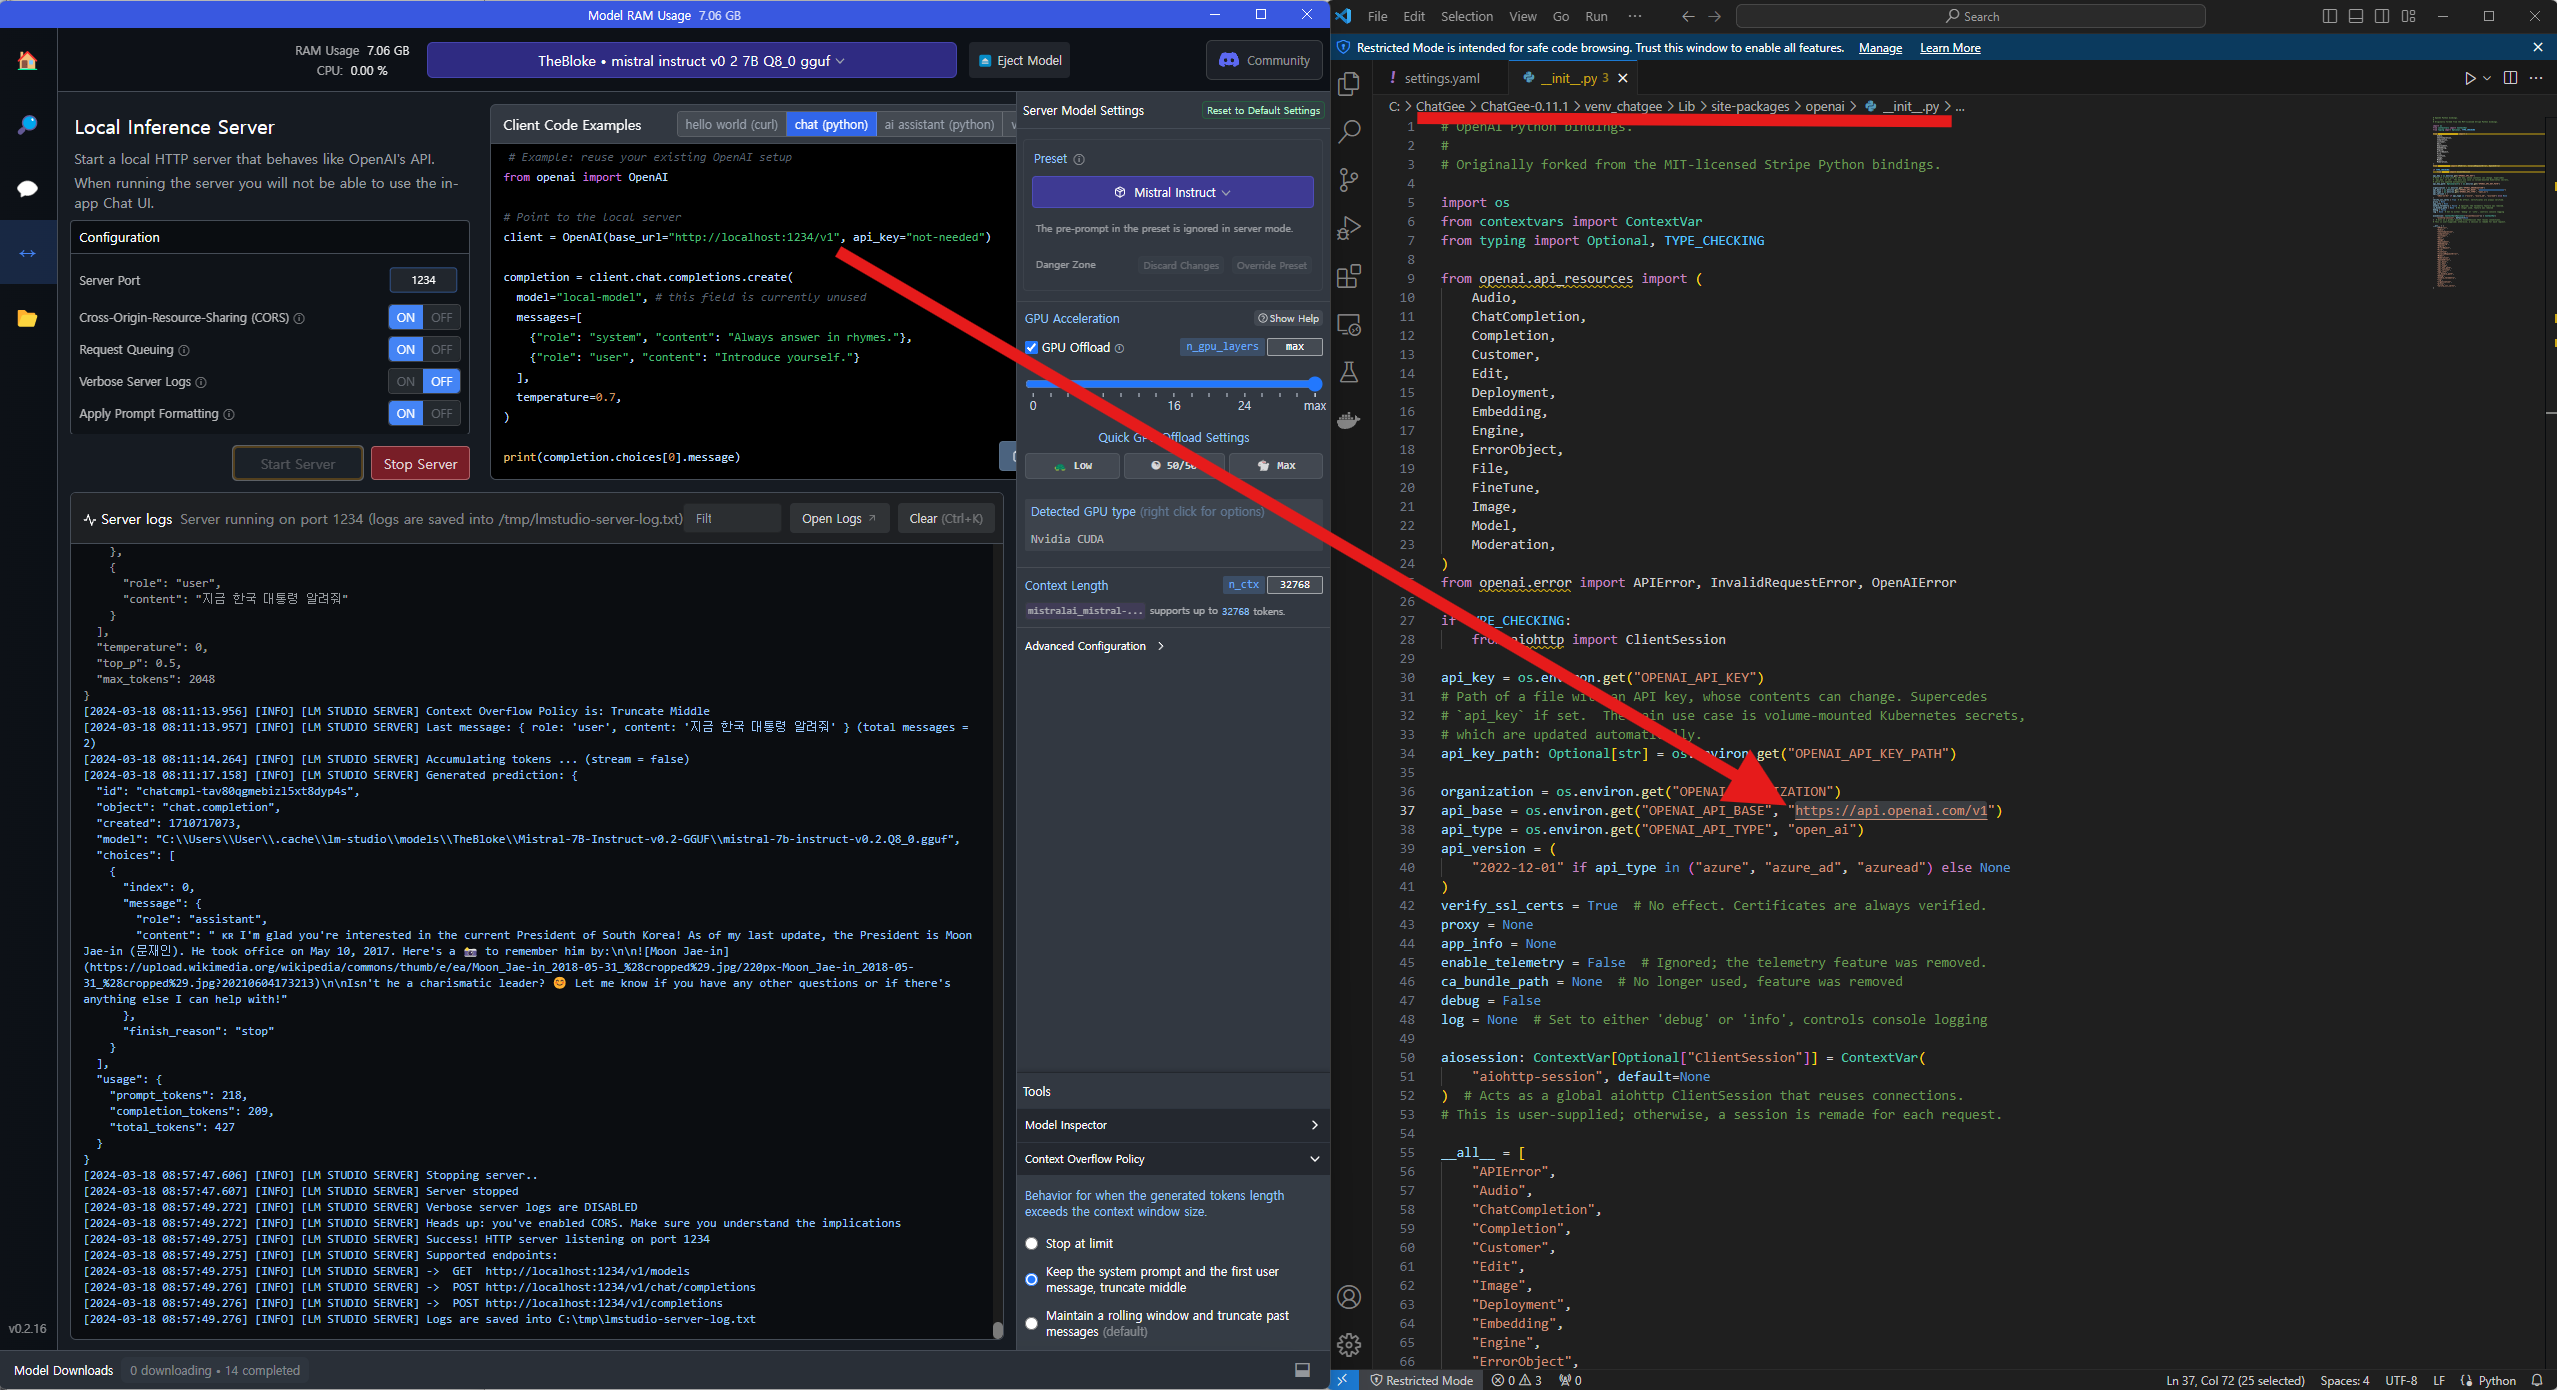 Model RAM Usage 7.06 GB
RAM Usage 7.06 GB
CPU: 0.00 %
TheBloke • mistral instruct v0 2 7B Q8_0 gguf
Eject Model
Community
Local Inference Server
Start a local HTTP server that behaves like OpenAI's API.
When running the server you will not be able to use the in-
app Chat UI.
Configuration
Server Port 1234
Cross-Origin-Resource-Sharing (CORS) ON OFF
Request Queuing ON OFF
Verbose Server Logs ON OFF
Apply Prompt Formatting ON OFF
Start Server Stop Server
Client Code Examples hello world (curl) chat (python) ai assistant (python)
# Example: reuse your existing OpenAI setup
from openai import OpenAI
# Point to the local server
client = OpenAI(base_url="http://localhost:1234/v1", api_key="not-needed")
completion = client.chat.completions.create(
model="local-model", # this field is currently unused
messages=[
{"role": "system", "content": "Always answer in rhymes."},
{"role": "user", "content": "Introduce yourself."}
],
temperature=0.7,
)
print(completion.choices[0].message)
Server logs Server running on port 1234 (logs are saved into /tmp/lmstudio-server-log.txt) Filt Open Logs Clear (Ctrl+K)
},
{
"role": "user",
"content": "지금 한국 대통령 알려줘"
}
],
"temperature": 0,
"top_p": 0.5,
"max_tokens": 2048
}
[2024-03-18 08:11:13.956] [INFO] [LM STUDIO SERVER] Context Overflow Policy is: Truncate Middle
[2024-03-18 08:11:13.957] [INFO] [LM STUDIO SERVER] Last message: { role: 'user', content: '지금 한국 대통령 알려줘' } (total messages =
2)
[2024-03-18 08:11:14.264] [INFO] [LM STUDIO SERVER] Accumulating tokens ... (stream = false)
[2024-03-18 08:11:17.158] [INFO] [LM STUDIO SERVER] Generated prediction: {
"id": "chatcmpl-tav80qgmebizl5xt8dyp4s",
"object": "chat.completion",
"created": 1710717073,
"model": "C:\\Users\\User\\.cache\\lm-studio\\models\\TheBloke\\Mistral-7B-Instruct-v0.2-GGUF\\mistral-7b-instruct-v0.2.Q8_0.gguf",
"choices": [
{
"index": 0,
"message": {
"role": "assistant",
"content": " 🇰🇷 I'm glad you're interested in the current President of South Korea! As of my last update, the President is Moon
Jae-in (문재인). He took office on May 10, 2017. Here's a 📷 to remember him by:\n\n![Moon Jae-in]
(https://upload.wikimedia.org/wikipedia/commons/thumb/e/ea/Moon_Jae-in_2018-05-31_%28cropped%29.jpg/220px-Moon_Jae-in_2018-05-
31_%28cropped%29.jpg?20210604173213)\n\nIsn't he a charismatic leader? 😊 Let me know if you have any other questions or if there's
anything else I can help with!"
},
"finish_reason": "stop"
}
],
"usage": {
"prompt_tokens": 218,
"completion_tokens": 209,
"total_tokens": 427
}
}
[2024-03-18 08:57:47.606] [INFO] [LM STUDIO SERVER] Stopping server..
[2024-03-18 08:57:47.607] [INFO] [LM STUDIO SERVER] Server stopped
[2024-03-18 08:57:49.272] [INFO] [LM STUDIO SERVER] Verbose server logs are DISABLED
[2024-03-18 08:57:49.272] [INFO] [LM STUDIO SERVER] Heads up: you've enabled CORS. Make sure you understand the implications
[2024-03-18 08:57:49.275] [INFO] [LM STUDIO SERVER] Success! HTTP server listening on port 1234
[2024-03-18 08:57:49.275] [INFO] [LM STUDIO SERVER] Supported endpoints:
[2024-03-18 08:57:49.275] [INFO] [LM STUDIO SERVER] -> GET http://localhost:1234/v1/models
[2024-03-18 08:57:49.276] [INFO] [LM STUDIO SERVER] -> POST http://localhost:1234/v1/chat/completions
[2024-03-18 08:57:49.276] [INFO] [LM STUDIO SERVER] -> POST http://localhost:1234/v1/completions
[2024-03-18 08:57:49.276] [INFO] [LM STUDIO SERVER] Logs are saved into C:\tmp\lmstudio-server-log.txt
v0.2.16
Model Downloads 0 downloading • 14 completed
Server Model Settings Reset to Default Settings
Preset
Mistral Instruct
The pre-prompt in the preset is ignored in server mode.
Danger Zone Discard Changes Override Preset
GPU Acceleration Show Help
GPU Offload n_gpu_layers max
0 16 24 max
Quick GPU Offload Settings
Low 50/50 Max
Detected GPU type (right click for options)
Nvidia CUDA
Context Length n_ctx 32768
mistralai_mistral-... supports up to 32768 tokens.
Advanced Configuration
Tools
Model Inspector
Context Overflow Policy
Behavior for when the generated tokens length
exceeds the context window size.
Stop at limit
Keep the system prompt and the first user
message, truncate middle
Maintain a rolling window and truncate past
messages (default)
File Edit Selection View Go Run ··· Search
Restricted Mode is intended for safe code browsing. Trust this window to enable all features. Manage Learn More
! settings.yaml __init__.py 3
C: > ChatGee > ChatGee-0.11.1 > venv_chatgee > Lib > site-packages > openai > __init__.py > ...
1 # OpenAI Python bindings.
2 #
3 # Originally forked from the MIT-licensed Stripe Python bindings.
4
5 import os
6 from contextvars import ContextVar
7 from typing import Optional, TYPE_CHECKING
8
9 from openai.api_resources import (
10 Audio,
11 ChatCompletion,
12 Completion,
13 Customer,
14 Edit,
15 Deployment,
16 Embedding,
17 Engine,
18 ErrorObject,
19 File,
20 FineTune,
21 Image,
22 Model,
23 Moderation,
24 )
from openai.error import APIError, InvalidRequestError, OpenAIError
26
27 if TYPE_CHECKING:
28 from aiohttp import ClientSession
29
30 api_key = os.environ.get("OPENAI_API_KEY")
31 # Path of a file with an API key, whose contents can change. Supercedes
32 # `api_key` if set. The main use case is volume-mounted Kubernetes secrets,
33 # which are updated automatically.
34 api_key_path: Optional[str] = os.environ.get("OPENAI_API_KEY_PATH")
35
36 organization = os.environ.get("OPENAI_ORGANIZATION")
37 api_base = os.environ.get("OPENAI_API_BASE", "https://api.openai.com/v1")
38 api_type = os.environ.get("OPENAI_API_TYPE", "open_ai")
39 api_version = (
40 "2022-12-01" if api_type in ("azure", "azure_ad", "azuread") else None
41 )
42 verify_ssl_certs = True # No effect. Certificates are always verified.
43 proxy = None
44 app_info = None
45 enable_telemetry = False # Ignored; the telemetry feature was removed.
46 ca_bundle_path = None # No longer used, feature was removed
47 debug = False
48 log = None # Set to either 'debug' or 'info', controls console logging
49
50 aiosession: ContextVar[Optional["ClientSession"]] = ContextVar(
51 "aiohttp-session", default=None
52 ) # Acts as a global aiohttp ClientSession that reuses connections.
53 # This is user-supplied; otherwise, a session is remade for each request.
54
55 __all__ = [
56 "APIError",
57 "Audio",
58 "ChatCompletion",
59 "Completion",
60 "Customer",
61 "Edit",
62 "Image",
63 "Deployment",
64 "Embedding",
65 "Engine",
66 "ErrorObject",
Restricted Mode 0 3 0 Ln 37, Col 72 (25 selected) Spaces: 4 UTF-8 LF Python